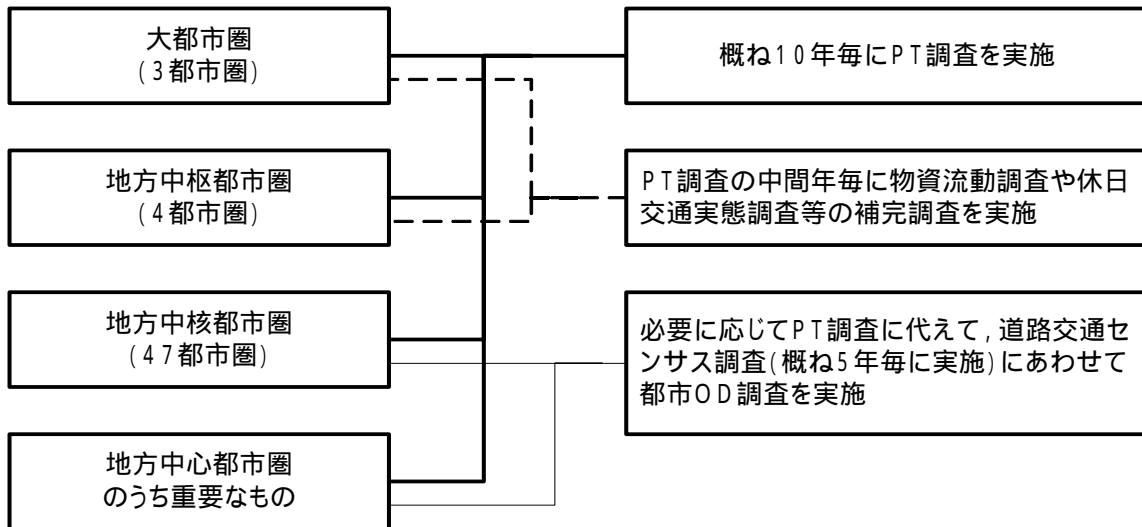 大都市圏
(3都市圏)
概ね10年毎にPT調査を実施
地方中枢都市圏
(4都市圏)
PT調査の中間年毎に物資流動調査や休日
交通実態調査等の補完調査を実施
地方中核都市圏
(47都市圏)
必要に応じてPT調査に代えて,道路交通セ
ンサス調査(概ね5年毎に実施)にあわせて
都市OD調査を実施
地方中心都市圏
のうち重要なもの